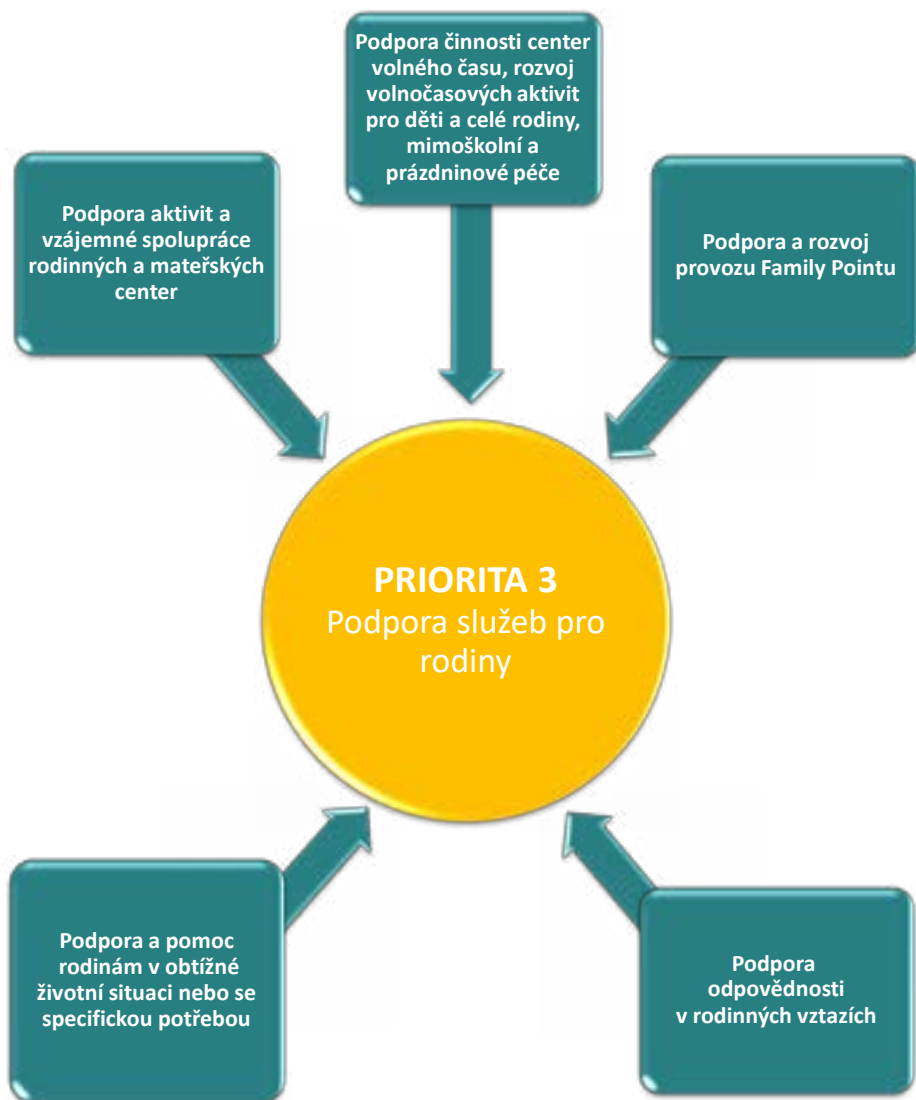 Podpora činnosti center
volného času, rozvoj
volnočasových aktivit
pro děti a celé rodiny,
mimoškolní a
prázdninové péče
Podpora aktivit a
vzájemné spolupráce
rodinných a mateřských
center
Podpora a rozvoj
provozu Family Pointu
PRIORITA 3
Podpora služeb pro
rodiny
Podpora a pomoc
rodinám v obtížné
životní situaci nebo se
specifickou potřebou
Podpora
odpovědnosti
v rodinných vztazích